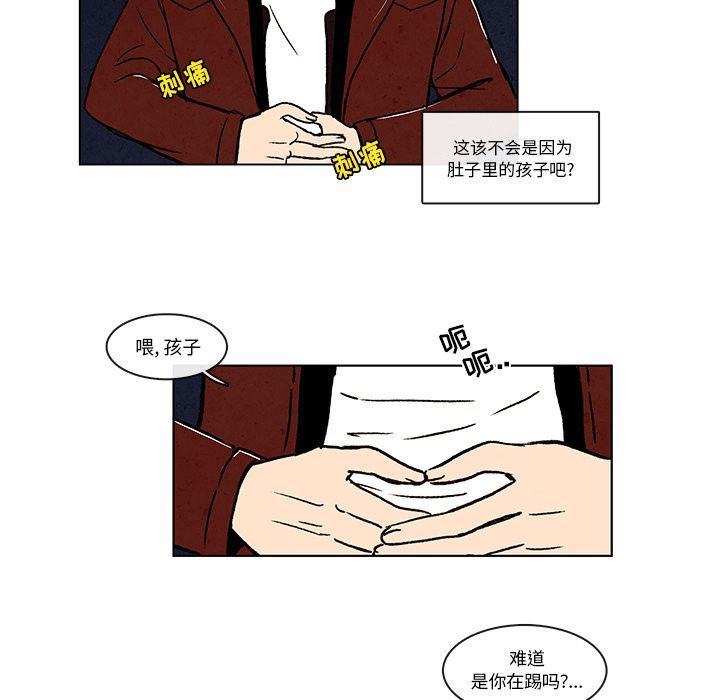 刺痛
刺痛
这该不会是因为
肚子里的孩子吧?
喂, 孩子
呃
呃..
难道
是你在踢吗?...